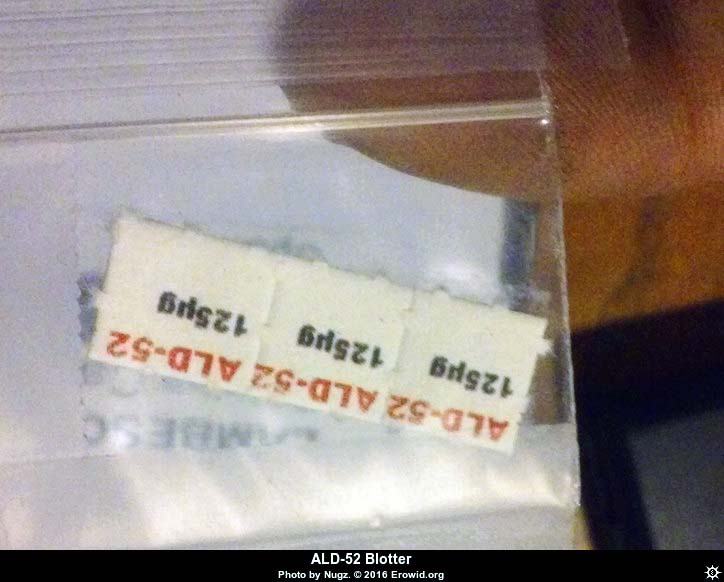 125µg 125µg 125µg
ALD-52 ALD-52 ALD-52
ALD-52 Blotter
Photo by Nugz. © 2016 Erowid.org